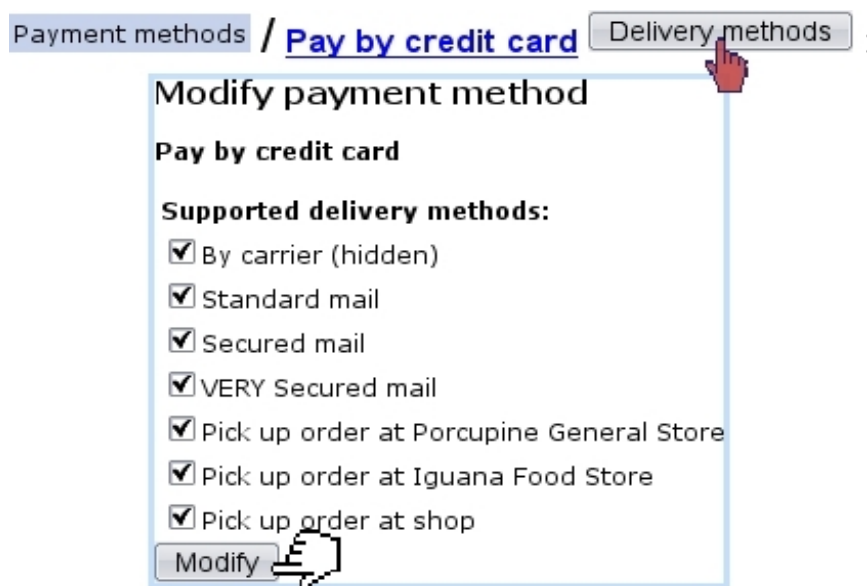 Payment methods / Pay by credit card Delivery methods
Modify payment method
Pay by credit card
Supported delivery methods:
By carrier (hidden)
Standard mail
Secured mail
VERY Secured mail
Pick up order at Porcupine General Store
Pick up order at Iguana Food Store
Pick up order at shop
Modify